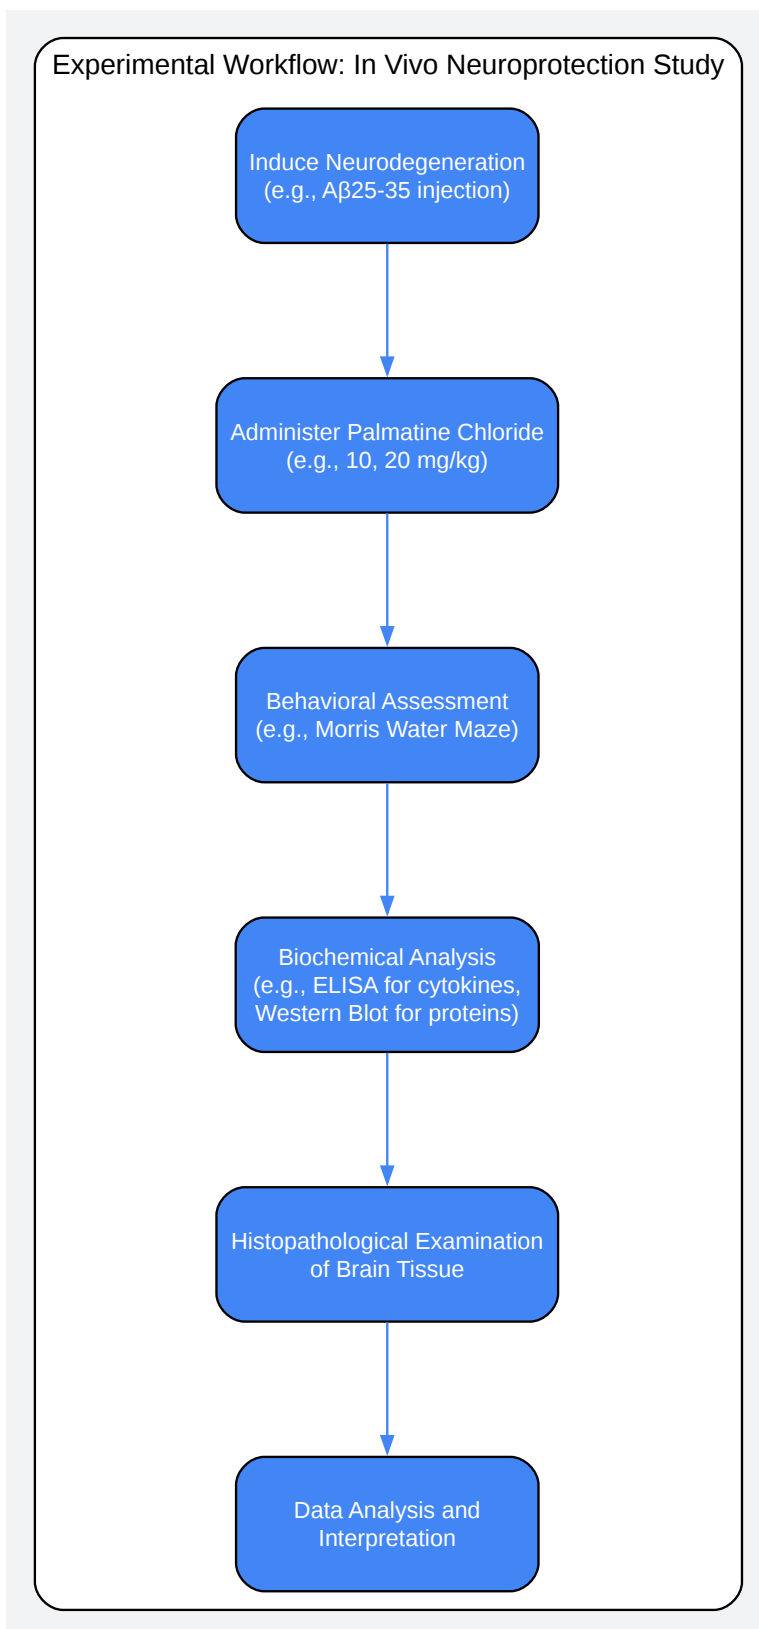 Experimental Workflow: In Vivo Neuroprotection Study
Induce Neurodegeneration
(e.g., Aβ25-35 injection)
Administer Palmatine Chloride
(e.g., 10, 20 mg/kg)
Behavioral Assessment
(e.g., Morris Water Maze)
Biochemical Analysis
(e.g., ELISA for cytokines,
Western Blot for proteins)
Histopathological Examination
of Brain Tissue
Data Analysis and
Interpretation